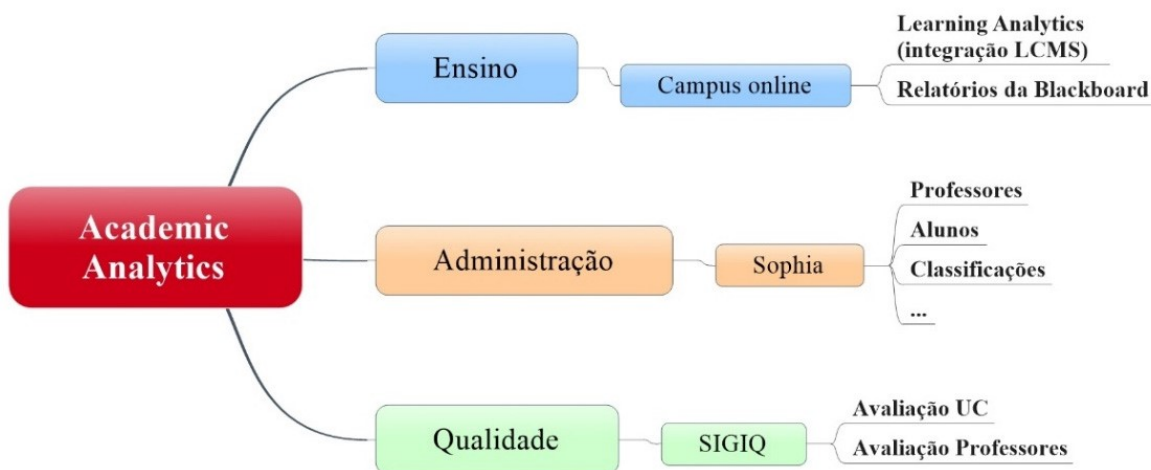 Academic
Analytics
Ensino
Campus online
Learning Analytics
(integração LCMS)
Relatórios da Blackboard
Administração
Sophia
Professores
Alunos
Classificações
...
Qualidade
SIGIQ
Avaliação UC
Avaliação Professores